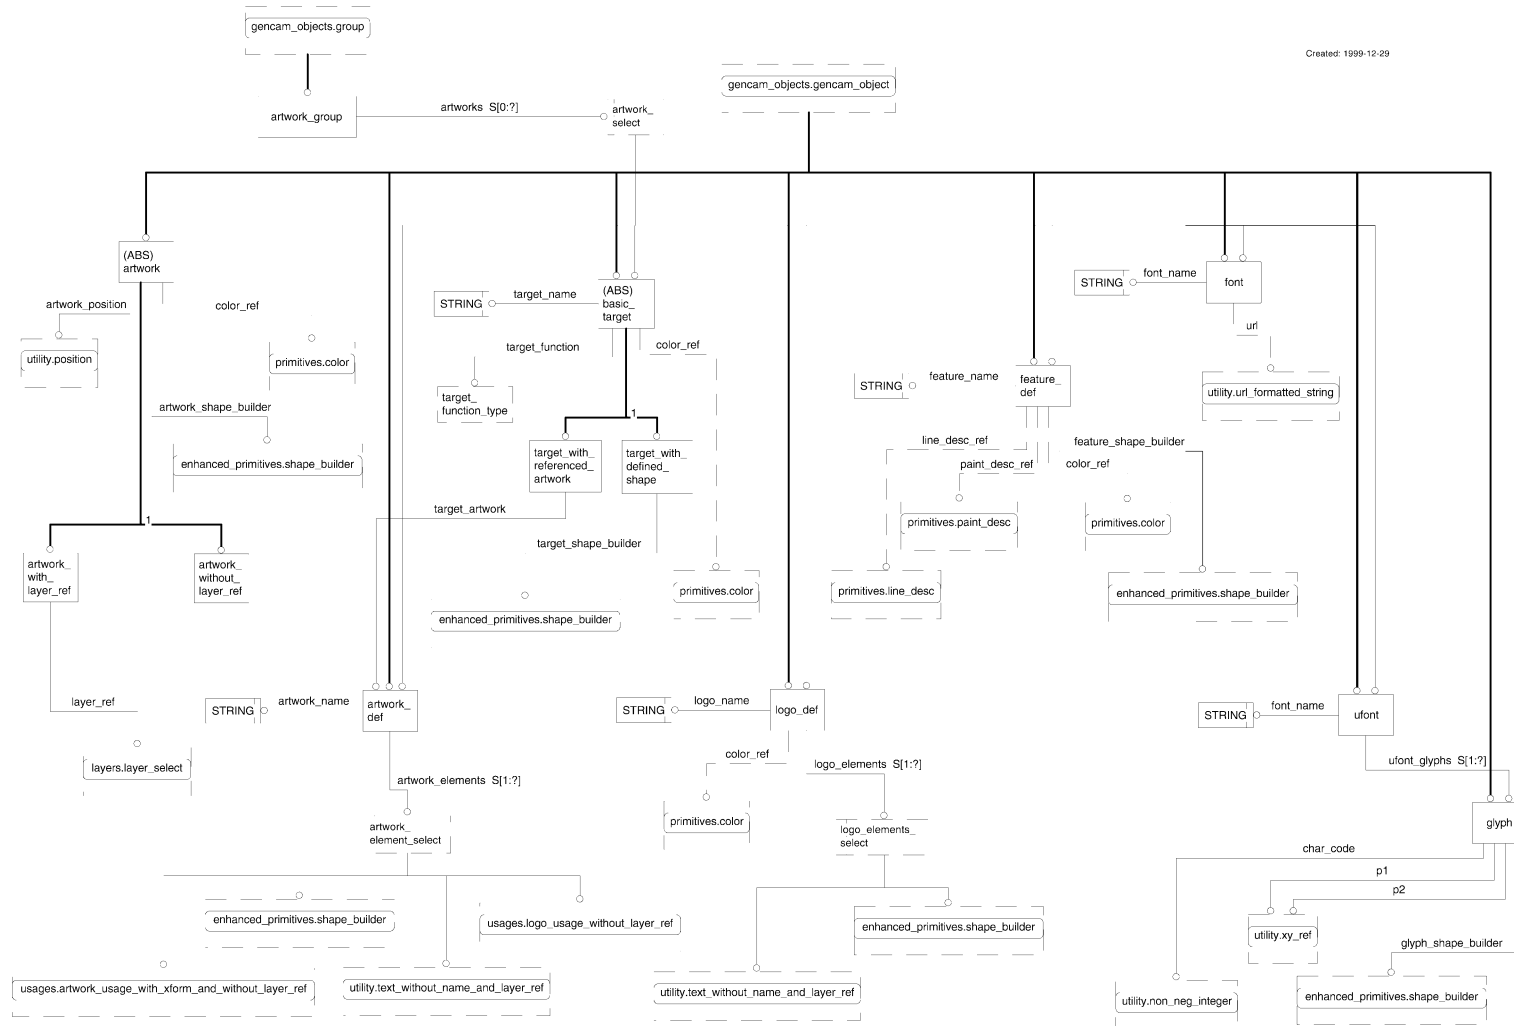 gencam_objects.group
Created: 1999-12-29
gencam_objects.gencam_object
artwork_group
artworks S[0:?]
artwork_
select
(ABS)
artwork
artwork_position
color_ref
utility.position
primitives.color
artwork_shape_builder
enhanced_primitives.shape_builder
1
artwork_
with_
layer_ref
artwork_
without_
layer_ref
layer_ref
layers.layer_select
STRING
target_name
(ABS)
basic_
target
target_function
color_ref
target_
function_type
1
target_with_
referenced_
artwork
target_with_
defined_
shape
target_artwork
target_shape_builder
primitives.color
enhanced_primitives.shape_builder
STRING
artwork_name
artwork_
def
artwork_elements S[1:?]
artwork_
element_select
enhanced_primitives.shape_builder
usages.logo_usage_without_layer_ref
usages.artwork_usage_with_xform_and_without_layer_ref
utility.text_without_name_and_layer_ref
STRING
logo_name
logo_def
color_ref
logo_elements S[1:?]
primitives.color
logo_elements_
select
enhanced_primitives.shape_builder
utility.text_without_name_and_layer_ref
STRING
feature_name
feature_
def
line_desc_ref
feature_shape_builder
paint_desc_ref
color_ref
primitives.paint_desc
primitives.color
primitives.line_desc
enhanced_primitives.shape_builder
STRING
font_name
font
url
utility.url_formatted_string
STRING
font_name
ufont
ufont_glyphs S[1:?]
glyph
char_code
p1
p2
utility.xy_ref
glyph_shape_builder
utility.non_neg_integer
enhanced_primitives.shape_builder